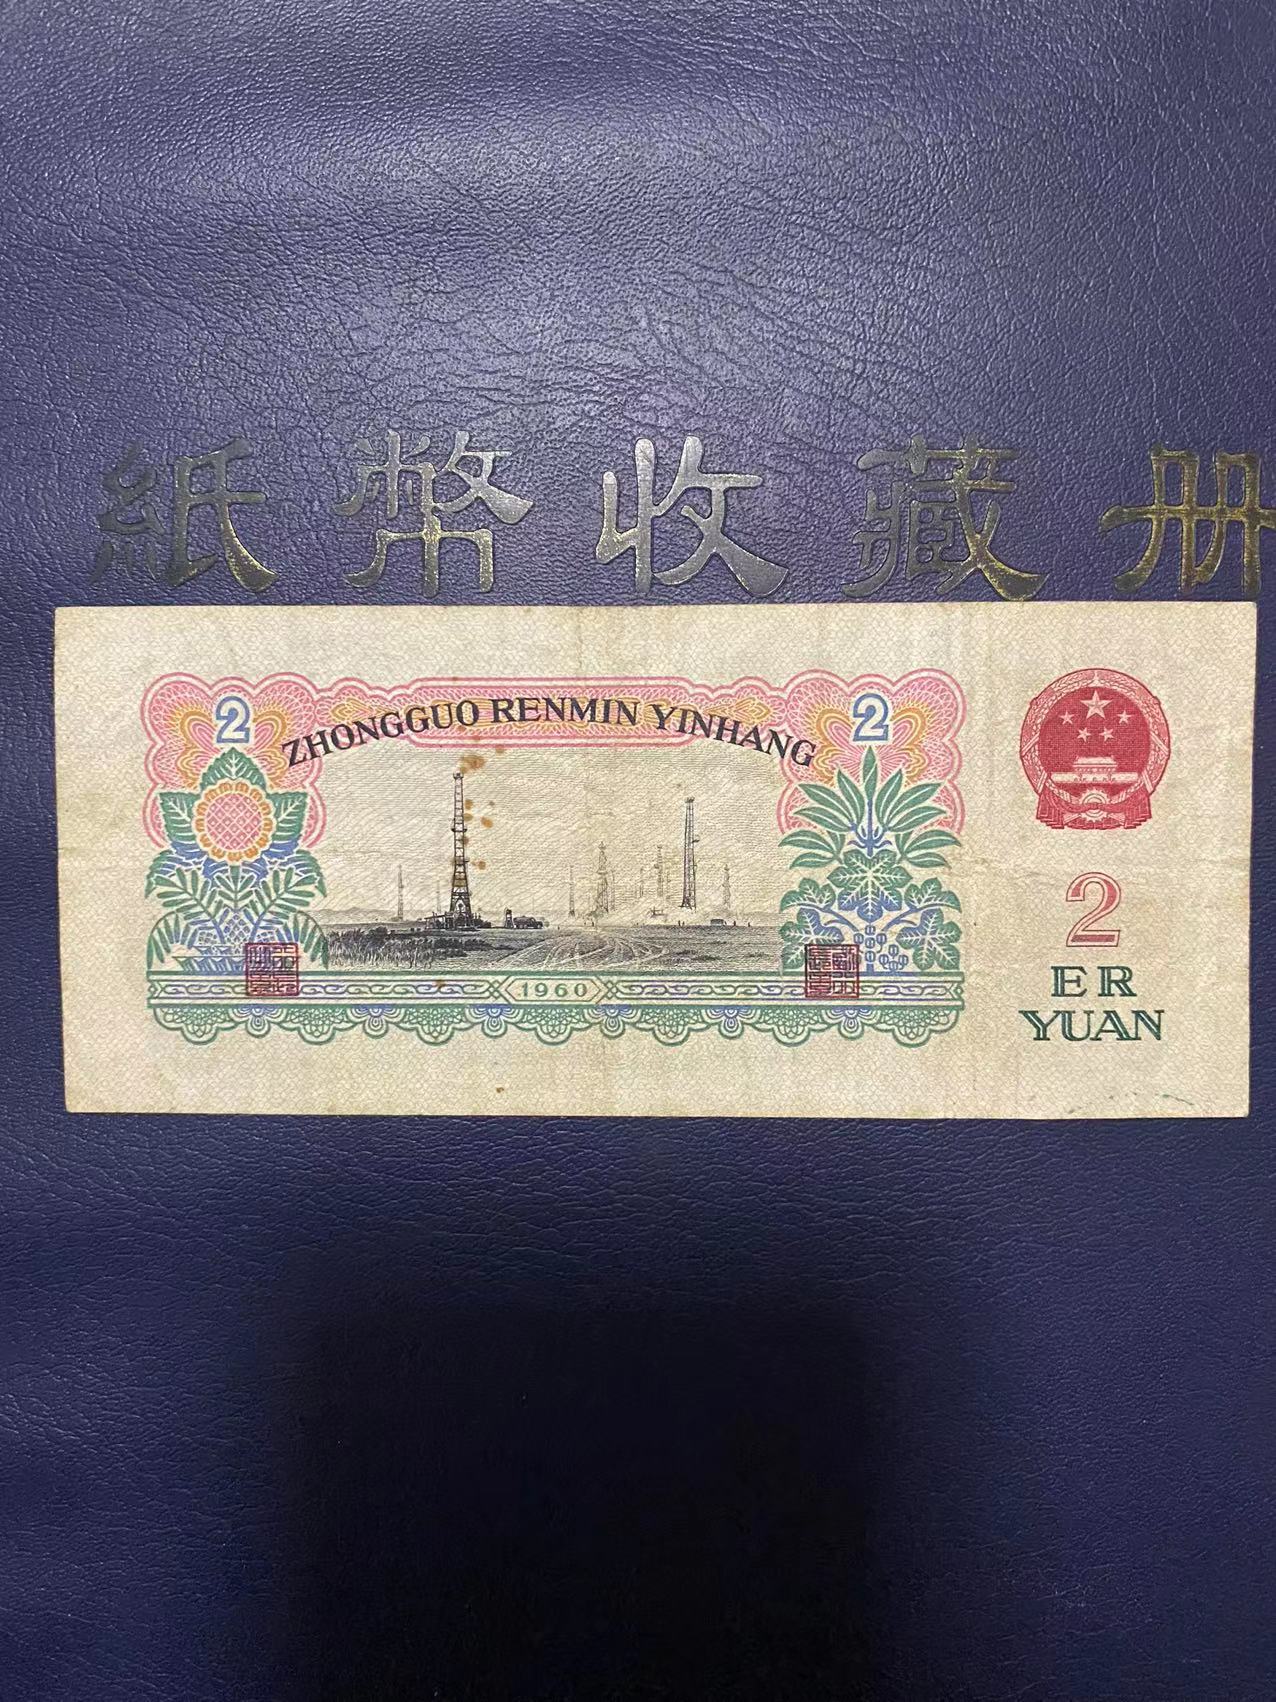 紙幣收藏册
2
ZHONGGUO RENMIN YINHANG
2
1960
2
ER
YUAN